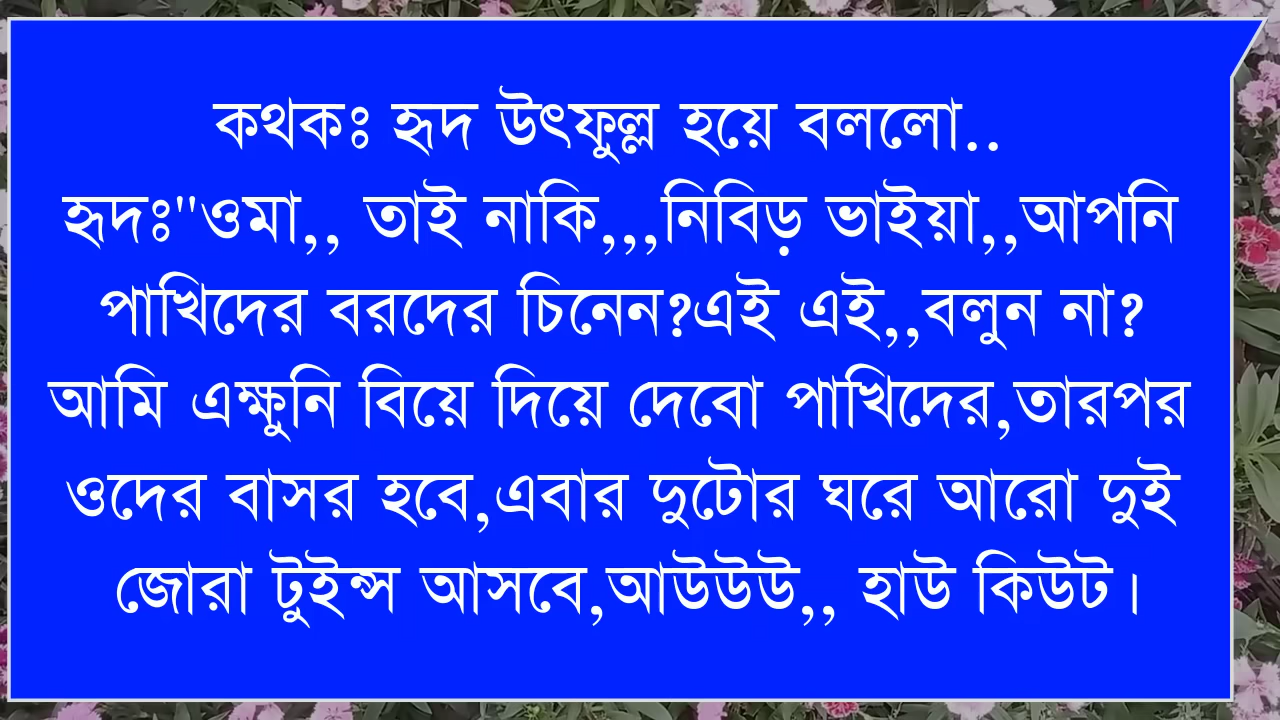 কথকঃ হৃদ উৎফুল্ল হয়ে বললো..
হৃদঃ"ওমা,, তাই নাকি,,,নিবিড় ভাইয়া,,আপনি
পাখিদের বরদের চিনেন?এই এই,,বলুন না?
আমি এক্ষুনি বিয়ে দিয়ে দেবো পাখিদের,তারপর
ওদের বাসর হবে,এবার দুটোর ঘরে আরো দুই
জোরা টুইন্স আসবে,আউউউ,, হাউ কিউট।